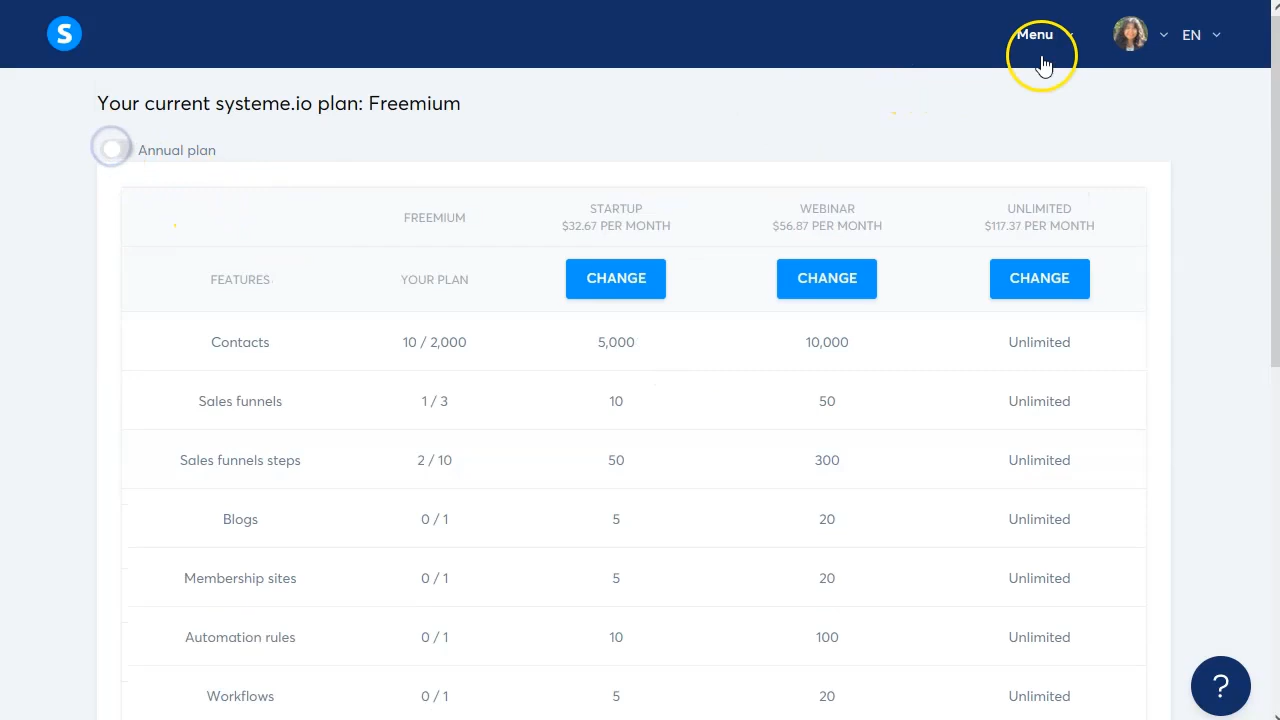 S
Menu
EN
Your current systeme.io plan: Freemium
Annual plan
FREEMIUM
STARTUP
$32.67 PER MONTH
WEBINAR
$56.87 PER MONTH
UNLIMITED
$117.37 PER MONTH
FEATURES
YOUR PLAN
CHANGE
CHANGE
CHANGE
Contacts
10 / 2,000
5,000
10,000
Unlimited
Sales funnels
1 / 3
10
50
Unlimited
Sales funnels steps
2 / 10
50
300
Unlimited
Blogs
0 / 1
5
20
Unlimited
Membership sites
0 / 1
5
20
Unlimited
Automation rules
0 / 1
10
100
Unlimited
Workflows
0 / 1
5
20
Unlimited
?